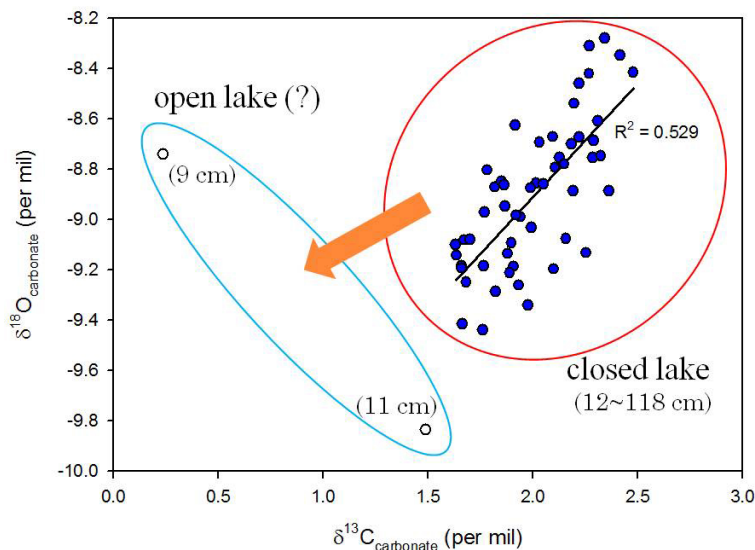 -8.2
-8.4
-8.6
-8.8
-9.0
-9.2
-9.4
-9.6
-9.8
-10.0
δ¹⁸O_carbonate (per mil)
open lake (?)
(9 cm)
R² = 0.529
closed lake
(12~118 cm)
(11 cm)
0.0 0.5 1.0 1.5 2.0 2.5 3.0
δ¹³C_carbonate (per mil)